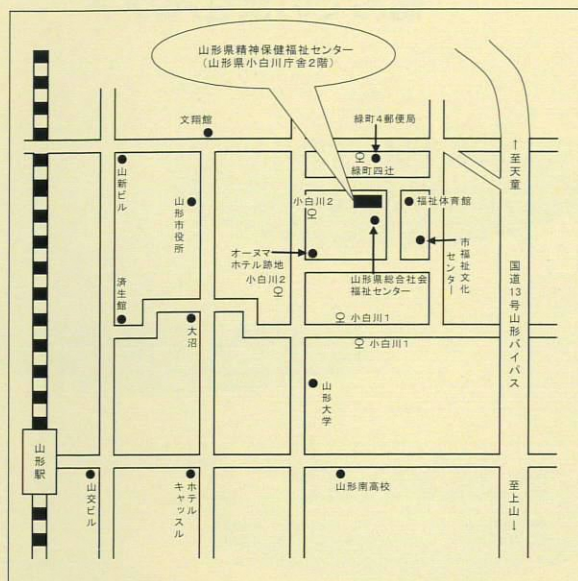 山形県精神保健福祉センター
(山形県小白川庁舎2階)
文翔館
緑町4郵便局
緑町四辻
↑至天童
山新ビル
山形市役所
小白川2
福祉体育館
オーヌマ
ホテル跡地
小白川2
山形県総合社会
福祉センター
市福祉文化
センター
国道13号山形バイパス
済生館
大沼
小白川1
小白川1
山形大学
山形駅
山交ビル
ホテル
キャッスル
山形南高校
至上山↓